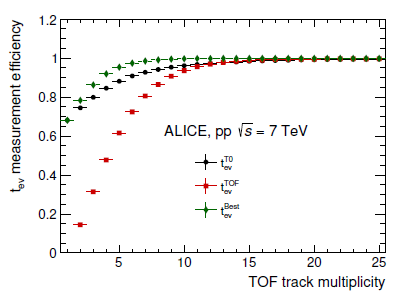 1.2
1
0.8
0.6
0.4
0.2
0
t_ev measurement efficiency
ALICE, pp √s = 7 TeV
t_ev^T0
t_ev^TOF
t_ev^Best
5 10 15 20 25
TOF track multiplicity